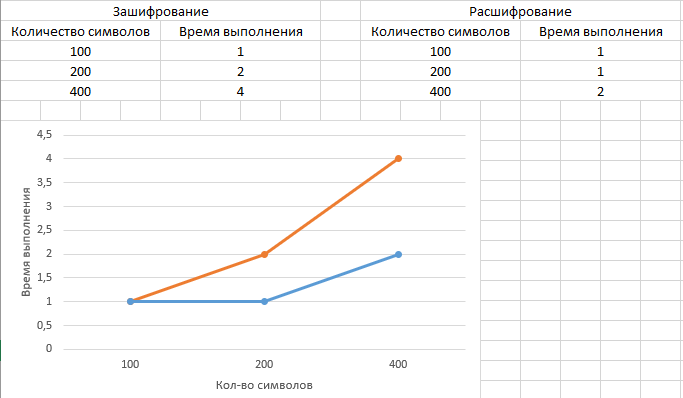 Зашифрование Расшифрование
Количество символов Время выполнения Количество символов Время выполнения
100 1 100 1
200 2 200 1
400 4 400 2
4,5
4
3,5
3
2,5
2
1,5
1
0,5
0
Время выполнения
100 200 400
Кол-во символов